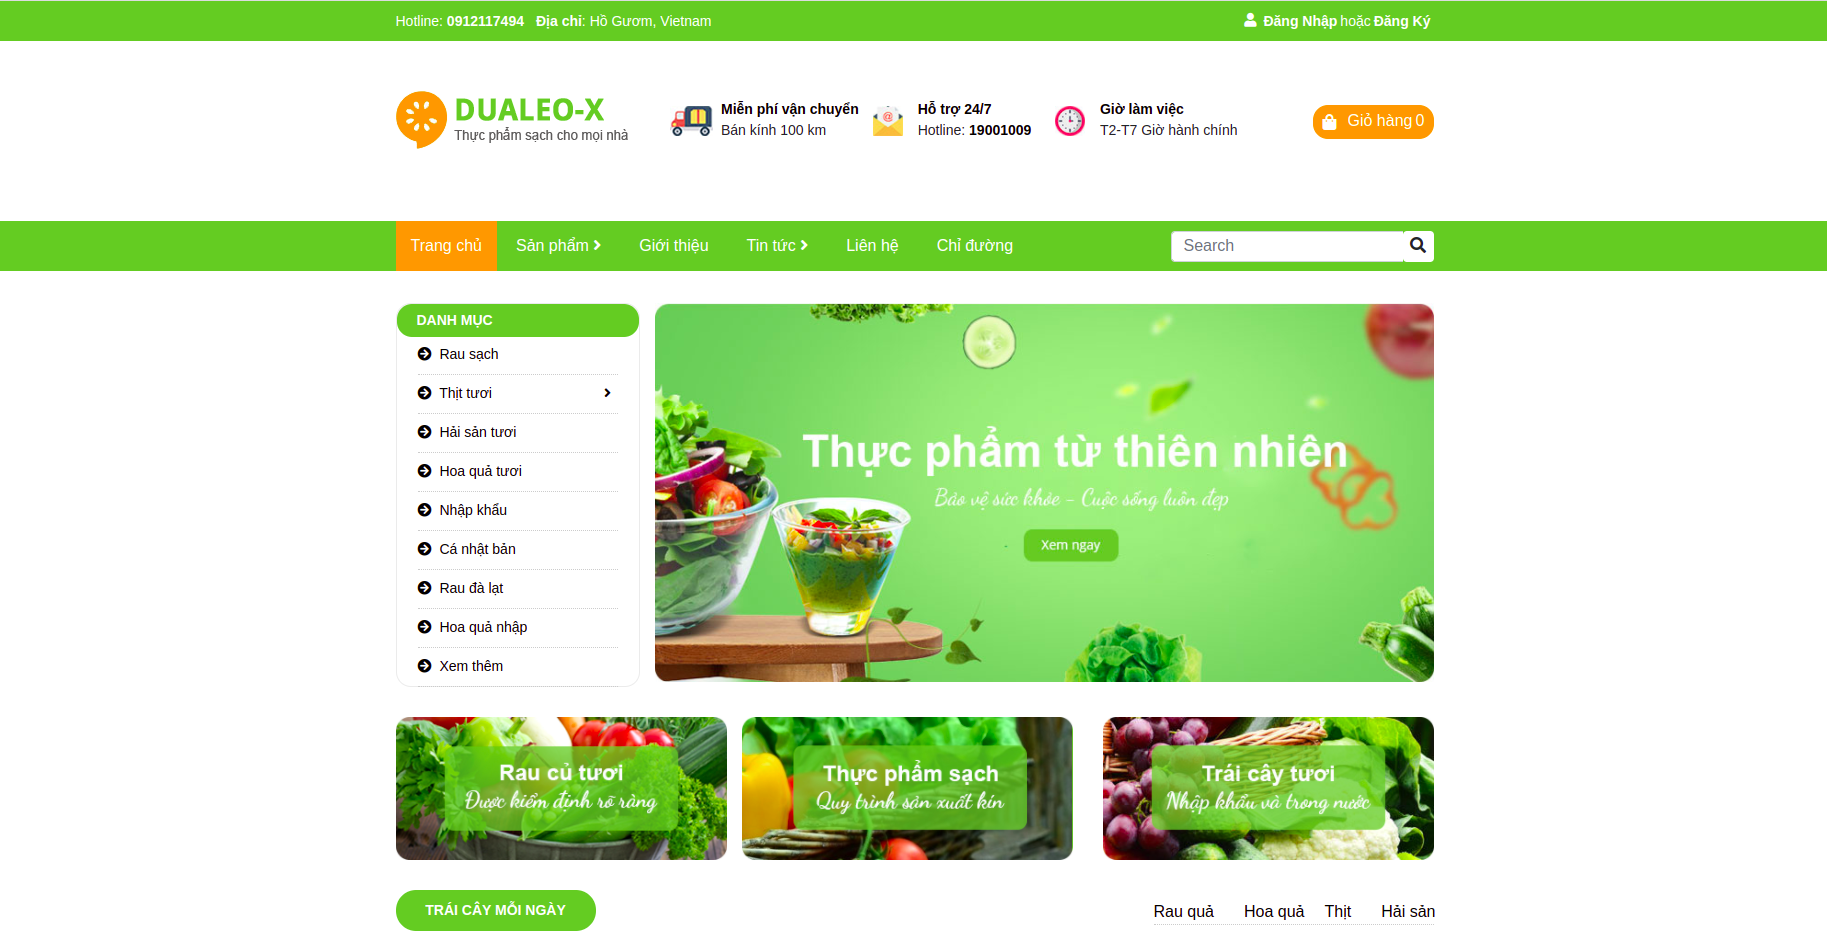 Hotline: 0912117494 Địa chỉ: Hồ Gươm, Vietnam
Đăng Nhập hoặc Đăng Ký
DUALEO-X
Thực phẩm sạch cho mọi nhà
Miễn phí vận chuyển
Bán kính 100 km
Hỗ trợ 24/7
Hotline: 19001009
Giờ làm việc
T2-T7 Giờ hành chính
Giỏ hàng 0
Trang chủ
Sản phẩm
Giới thiệu
Tin tức
Liên hệ
Chỉ đường
Search
DANH MỤC
Rau sạch
Thịt tươi
Hải sản tươi
Hoa quả tươi
Nhập khẩu
Cá nhật bản
Rau đà lạt
Hoa quả nhập
Xem thêm
Thực phẩm từ thiên nhiên
Bảo vệ sức khỏe - Cuộc sống luôn đẹp
Xem ngay
Rau củ tươi
Được kiểm định rõ ràng
Thực phẩm sạch
Quy trình sản xuất kín
Trái cây tươi
Nhập khẩu và trong nước
TRÁI CÂY MỖI NGÀY
Rau quả
Hoa quả
Thịt
Hải sản